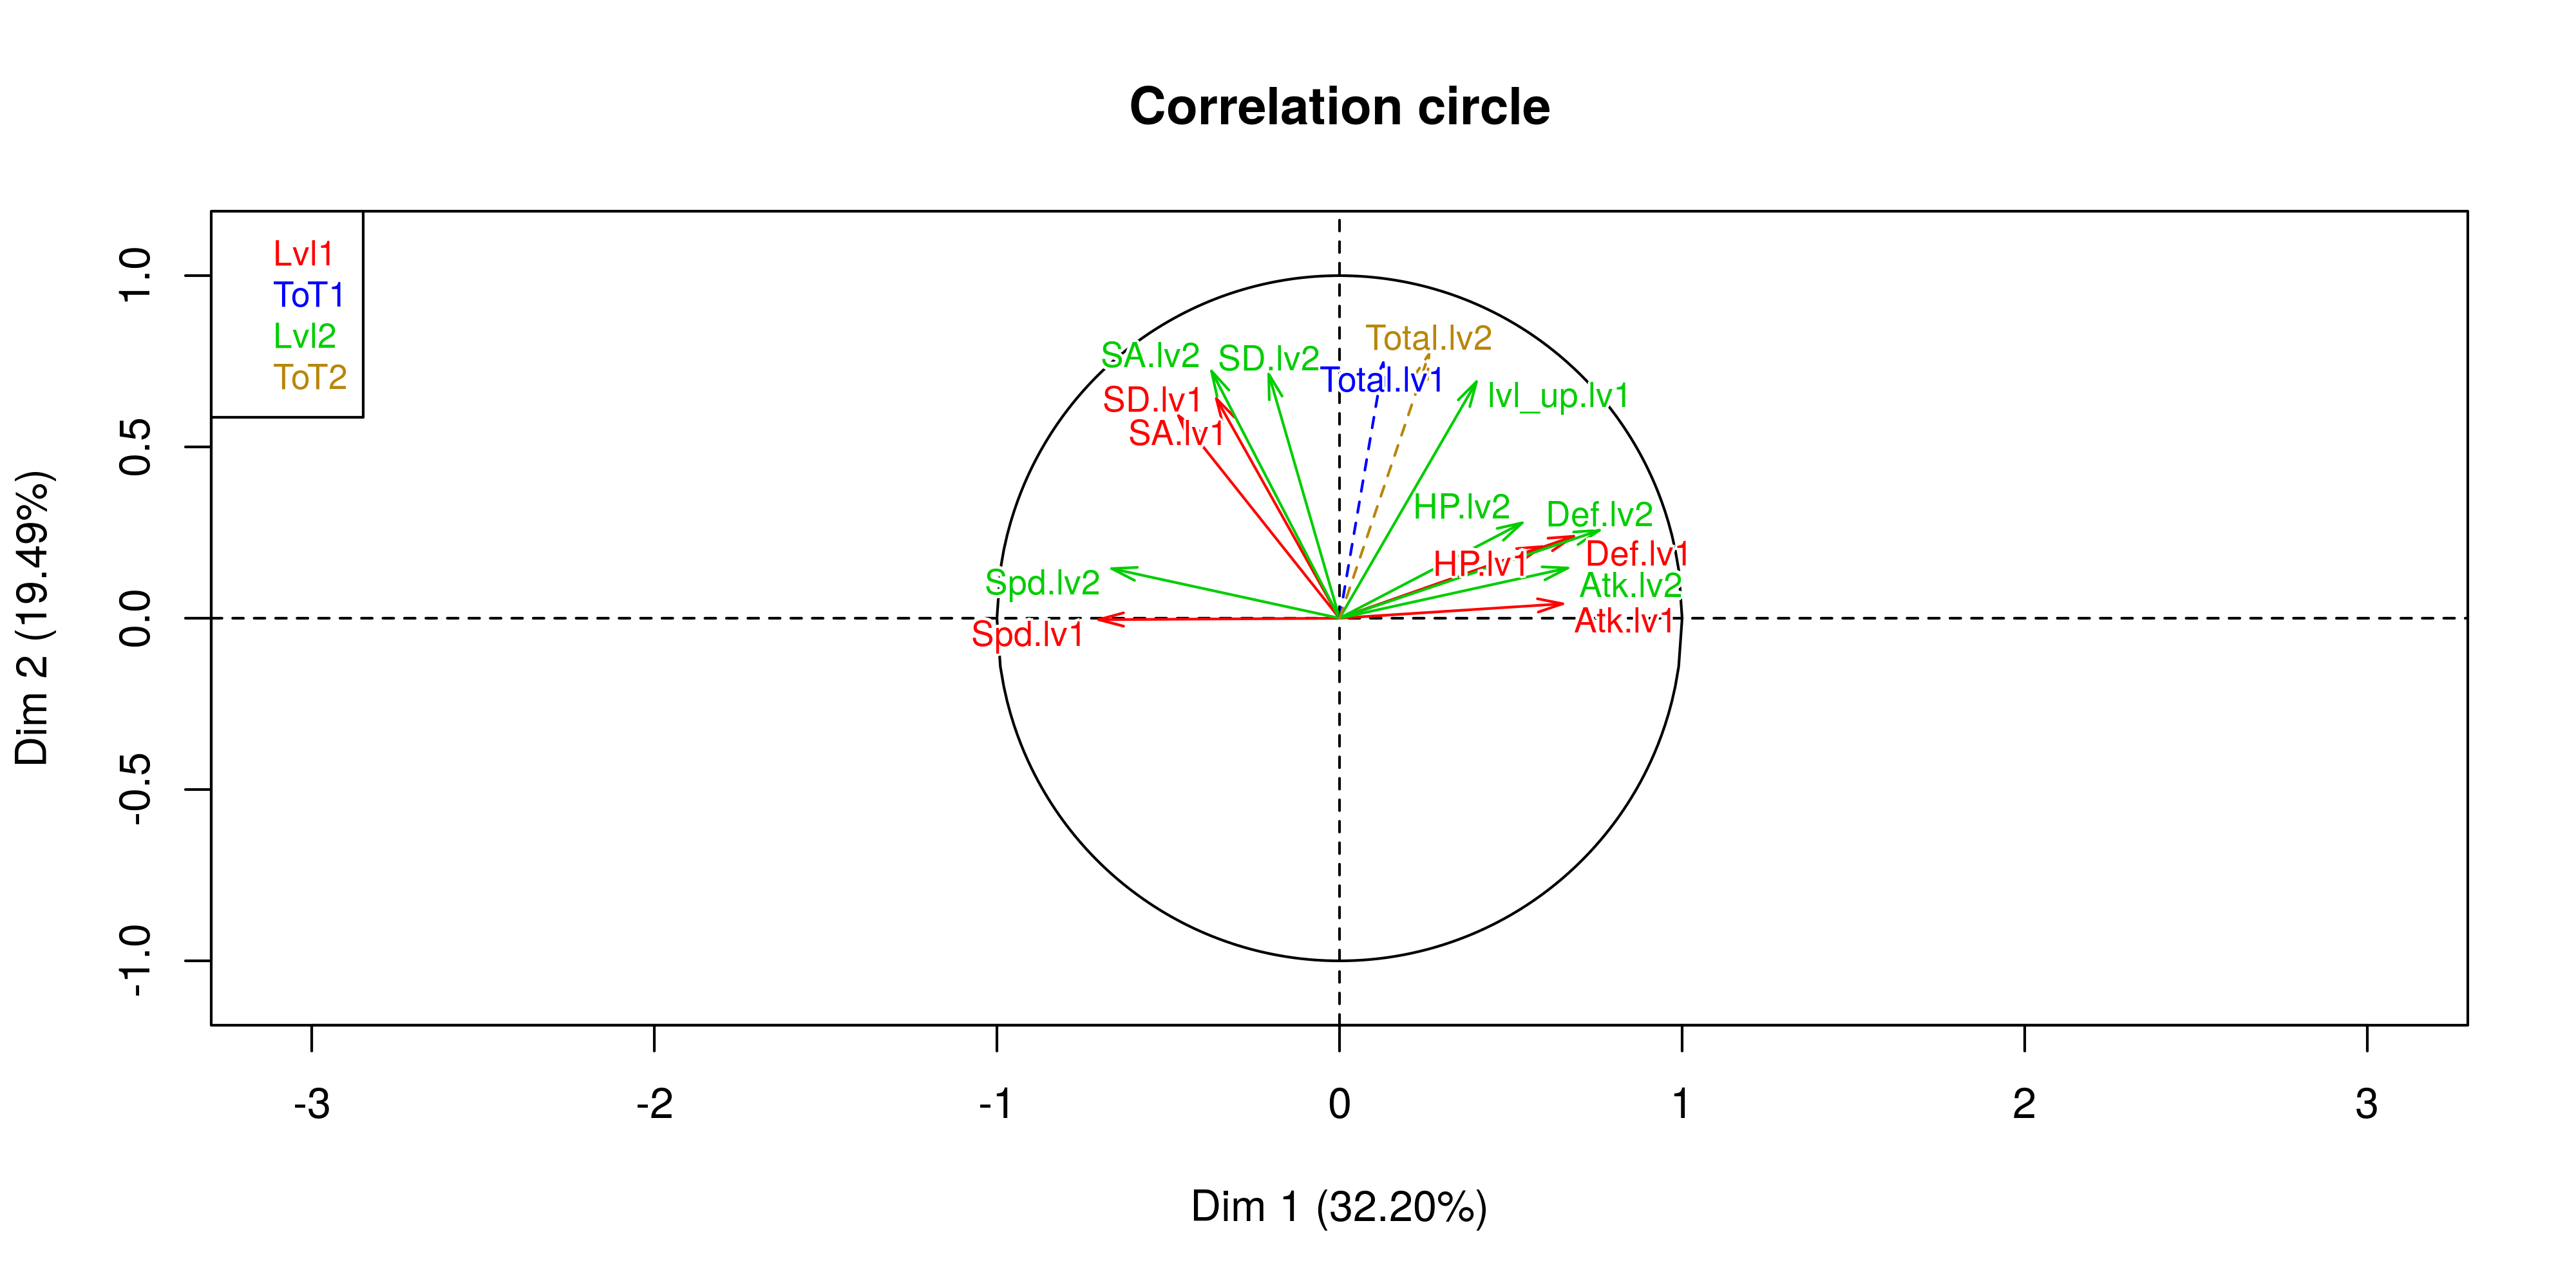 Correlation circle
Lvl1
ToT1
Lvl2
ToT2
1.0
0.5
0.0
-0.5
-1.0
Dim 2 (19.49%)
Total.lv2
SA.lv2
SD.lv2
Total.lv1
lvl_up.lv1
SD.lv1
SA.lv1
HP.lv2
Def.lv2
HP.lv1
Def.lv1
Spd.lv2
Atk.lv2
Spd.lv1
Atk.lv1
-3
-2
-1
0
1
2
3
Dim 1 (32.20%)